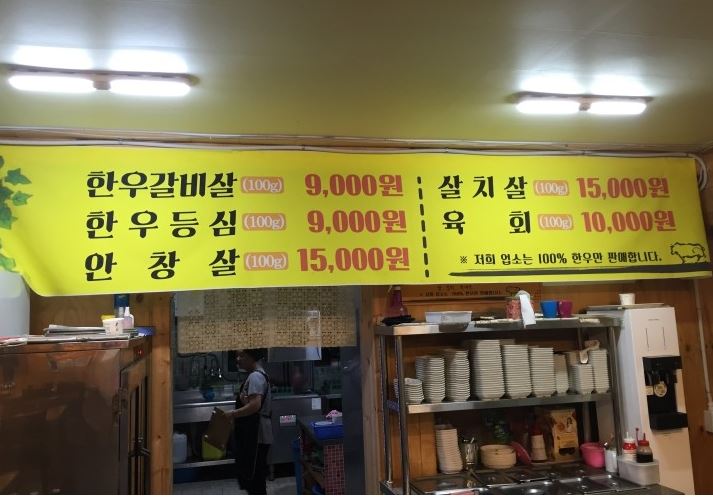 한우갈비살(100g) 9,000원
한우등심(100g) 9,000원
안창살(100g) 15,000원
살치살(100g) 15,000원
육회(100g) 10,000원
※ 저희 업소는 100% 한우만 판매합니다.